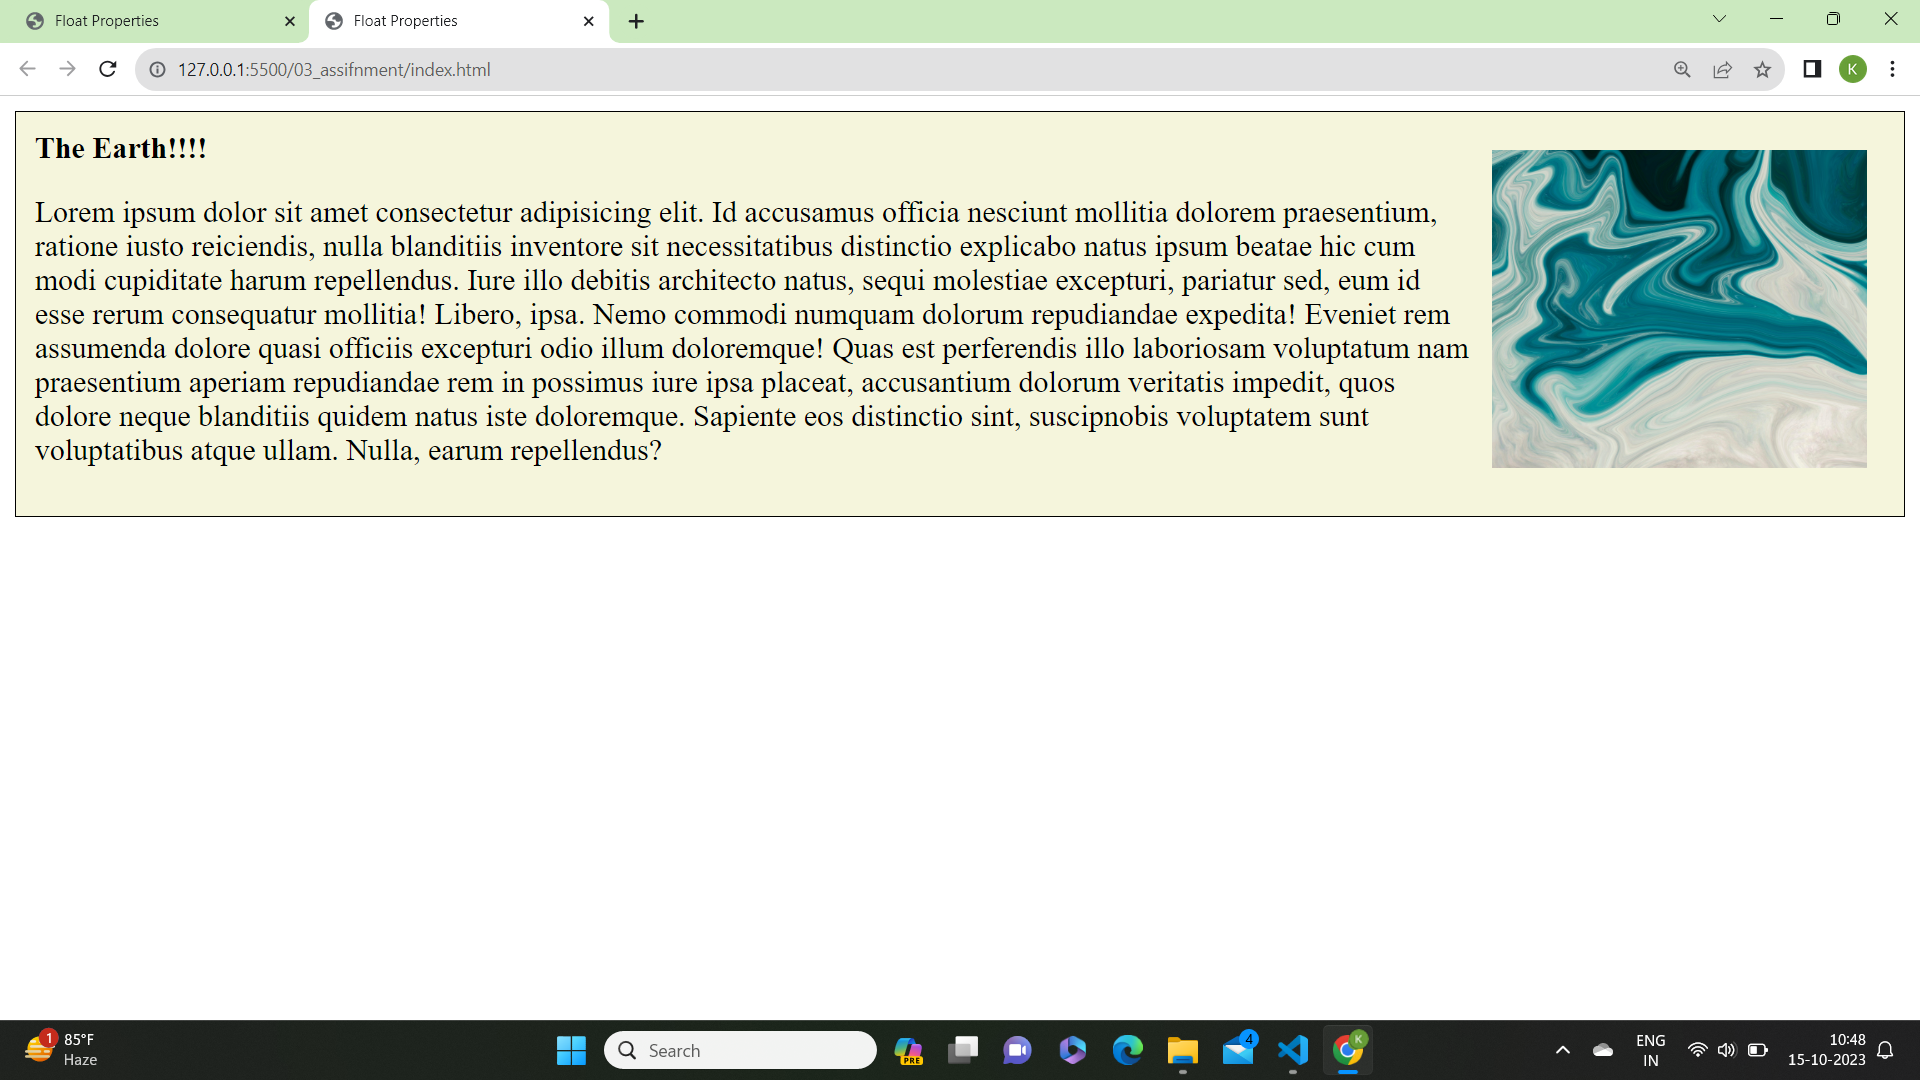 Float Properties
Float Properties
127.0.0.1:5500/03_assifnment/index.html
K
The Earth!!!!
Lorem ipsum dolor sit amet consectetur adipisicing elit. Id accusamus officia nesciunt mollitia dolorem praesentium,
ratione iusto reiciendis, nulla blanditiis inventore sit necessitatibus distinctio explicabo natus ipsum beatae hic cum
modi cupiditate harum repellendus. Iure illo debitis architecto natus, sequi molestiae excepturi, pariatur sed, eum id
esse rerum consequatur mollitia! Libero, ipsa. Nemo commodi numquam dolorum repudiandae expedita! Eveniet rem
assumenda dolore quasi officiis excepturi odio illum doloremque! Quas est perferendis illo laboriosam voluptatum nam
praesentium aperiam repudiandae rem in possimus iure ipsa placeat, accusantium dolorum veritatis impedit, quos
dolore neque blanditiis quidem natus iste doloremque. Sapiente eos distinctio sint, suscipnobis voluptatem sunt
voluptatibus atque ullam. Nulla, earum repellendus?
1
85°F
Haze
Search
PRE
4
K
ENG
IN
10:48
15-10-2023